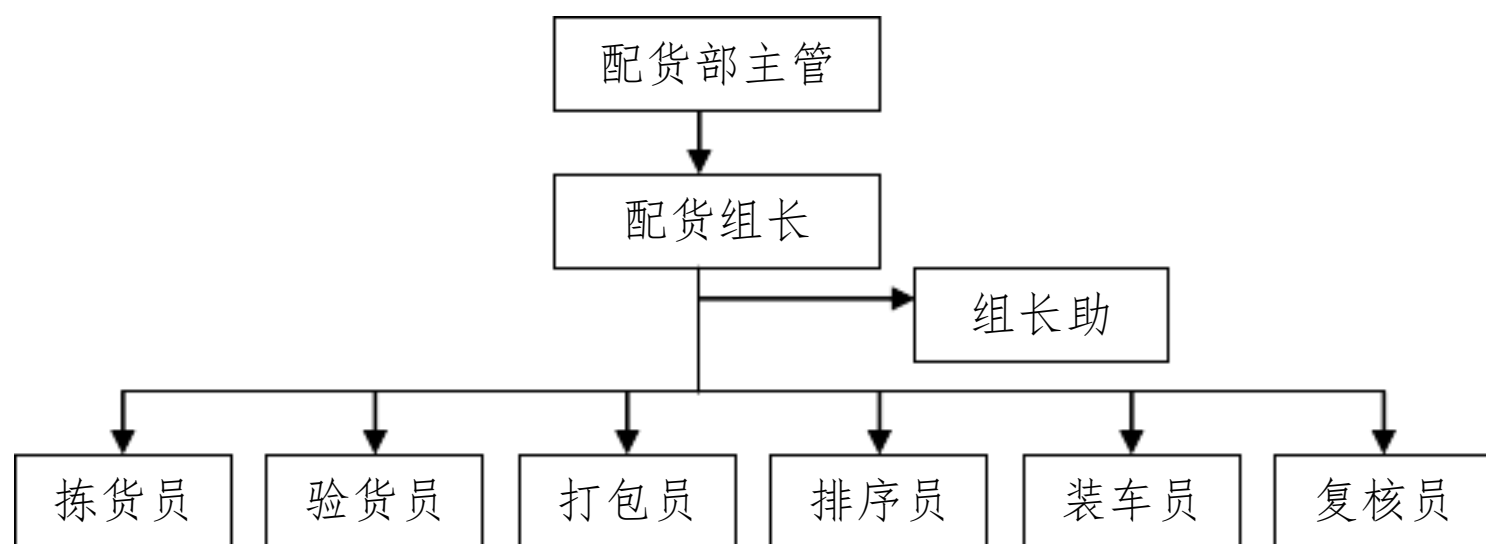 配货部主管
配货组长
组长助
拣货员
验货员
打包员
排序员
装车员
复核员